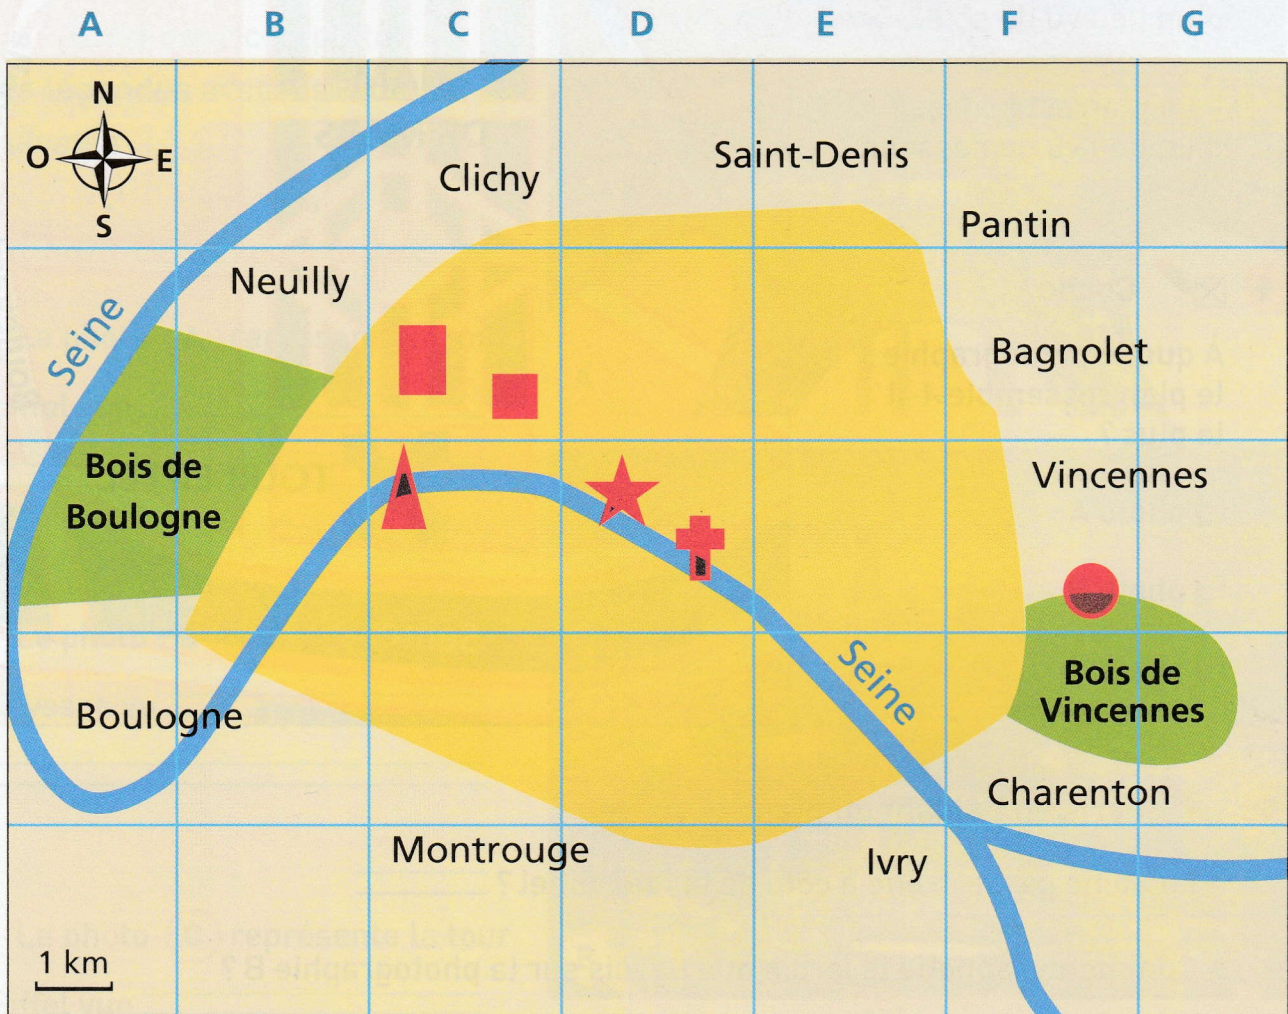 A B C D E F G
N
O E
S
Clichy
Saint-Denis
Pantin
Neuilly
Seine
Bagnolet
Bois de
Boulogne
Vincennes
Seine
Bois de
Vincennes
Boulogne
Charenton
Montrouge
Ivry
1 km